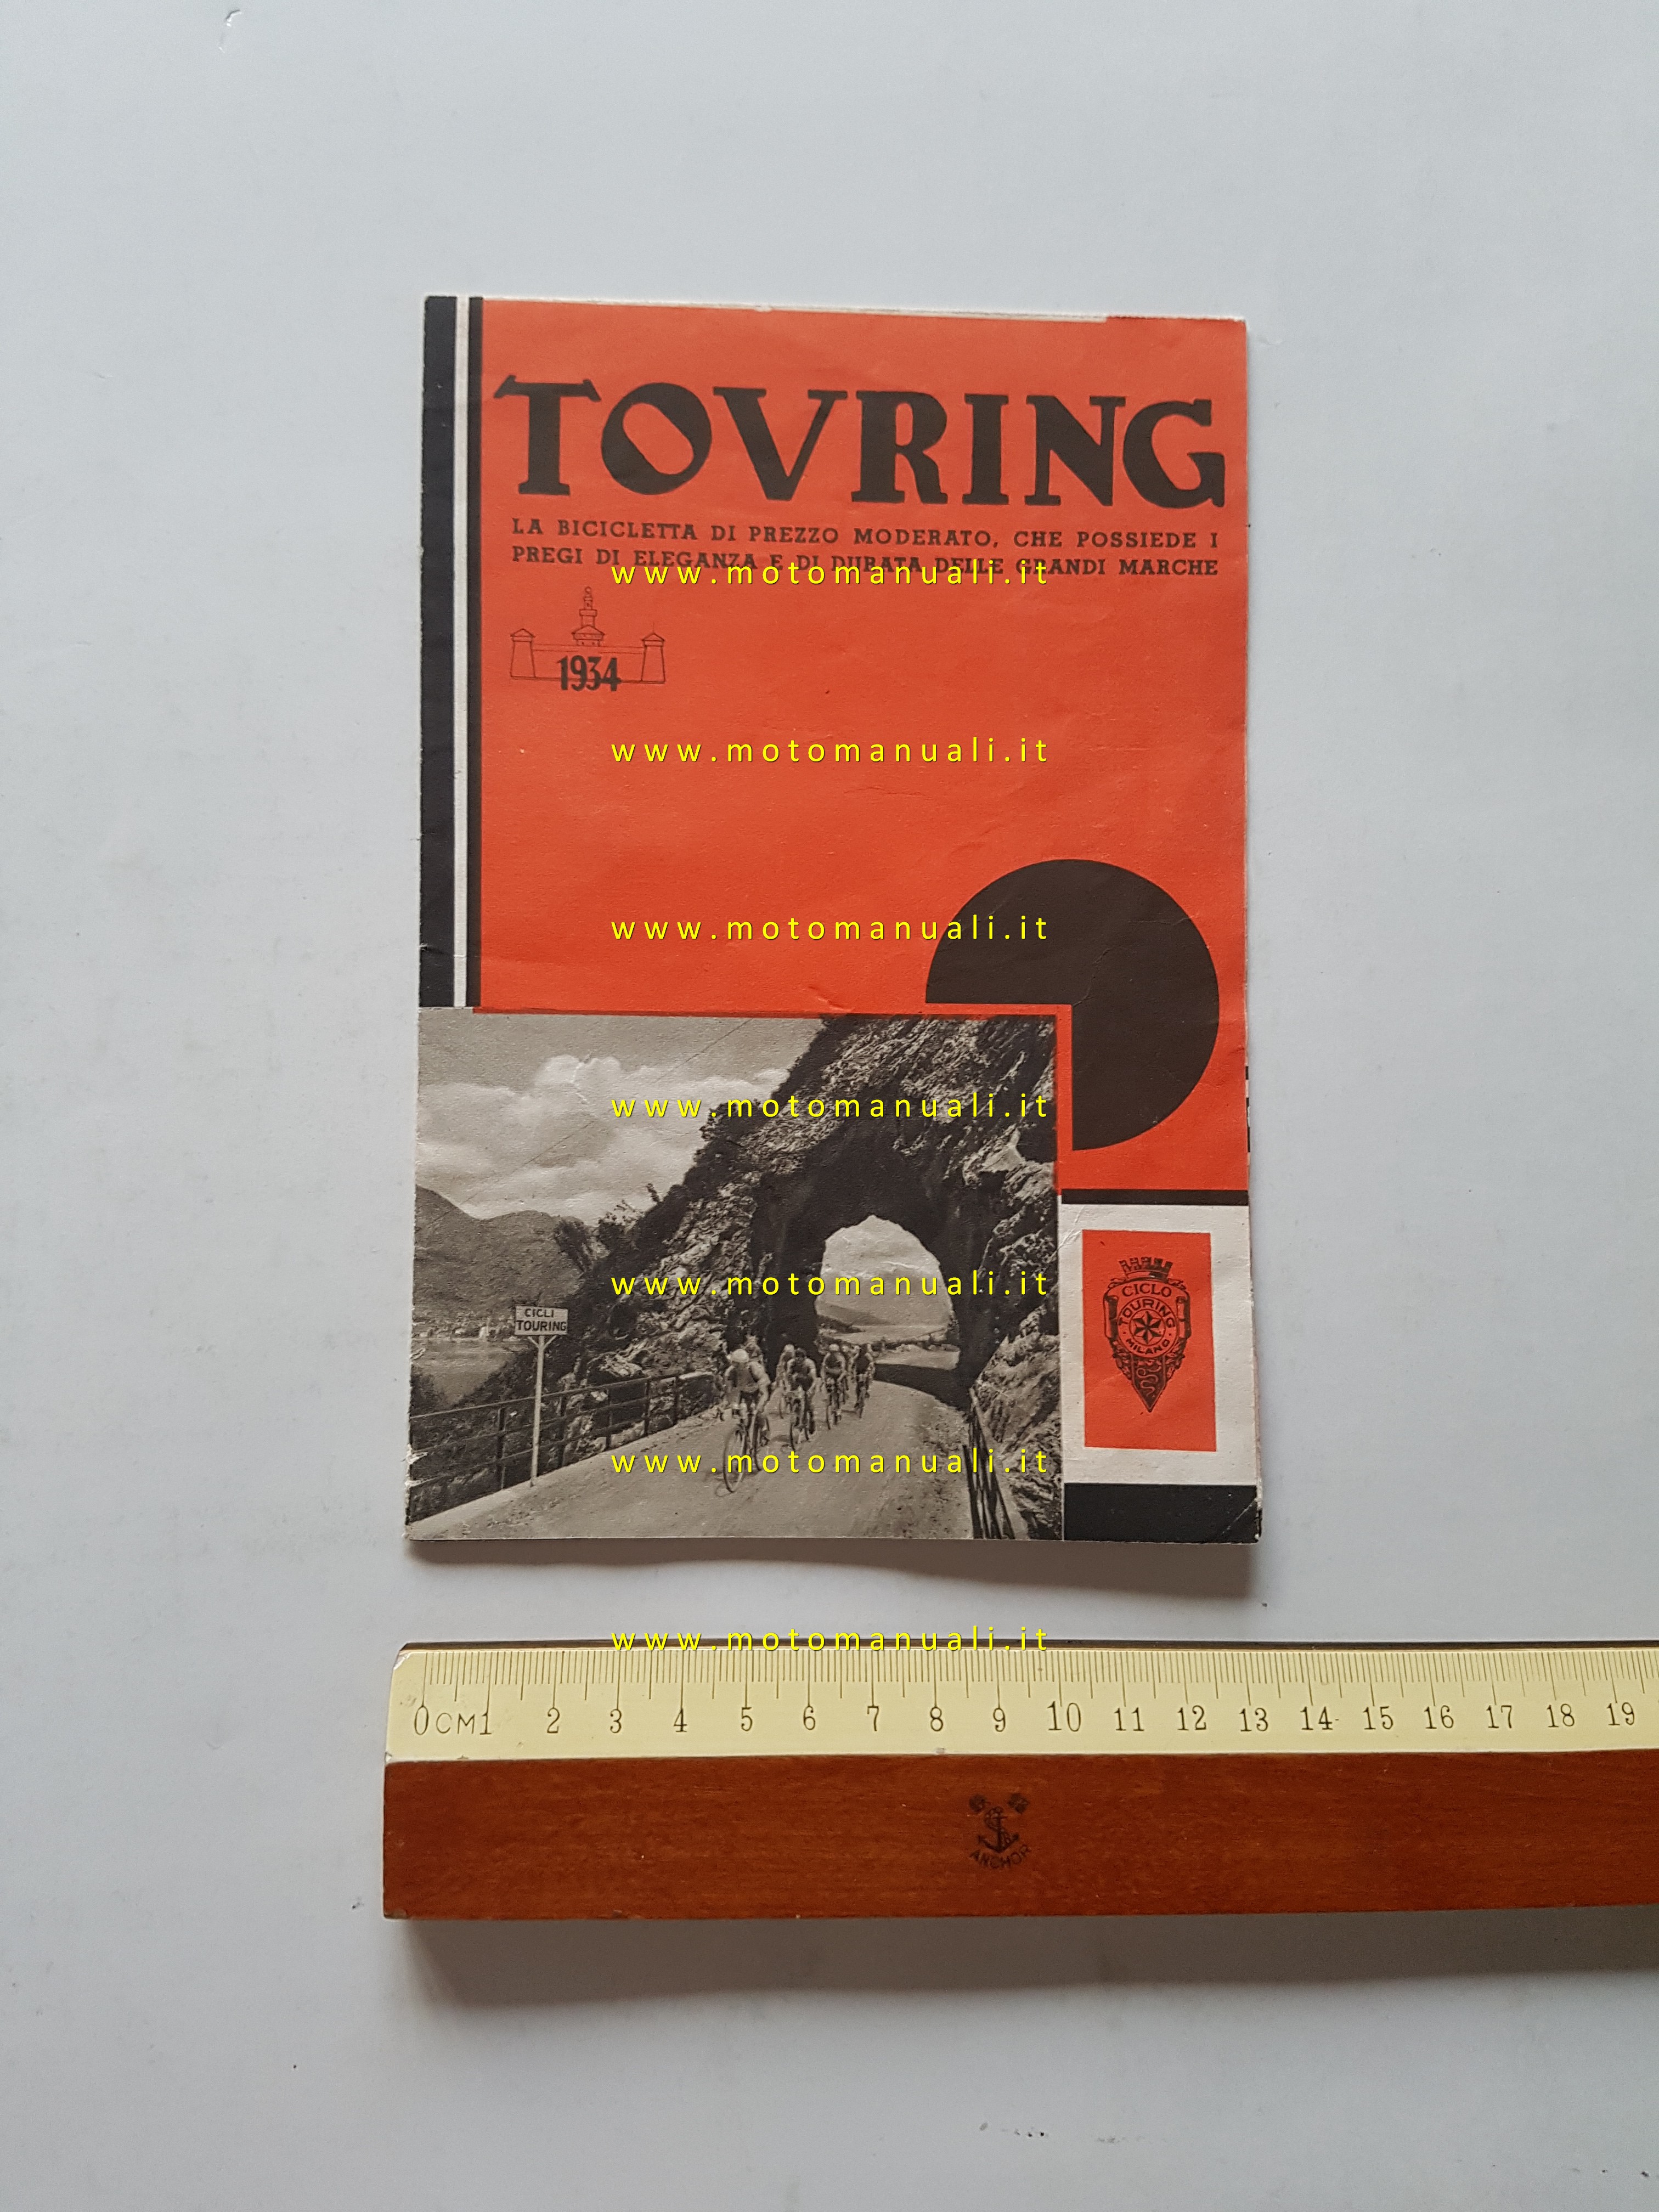 TOVRING
LA BICICLETTA DI PREZZO MODERATO, CHE POSSIEDE I
PREGI DI ELEGANZA E DI DURATA DELLE GRANDI MARCHE
www.motomanuali.it
1934
www.motomanuali.it
www.motomanuali.it
www.motomanuali.it
CICLO
TOURING
MILANO
www.motomanuali.it
CICLI
TOURING
www.motomanuali.it
www.motomanuali.it
0CM1 2 3 4 5 6 7 8 9 10 11 12 13 14 15 16 17 18 19
ANCHOR